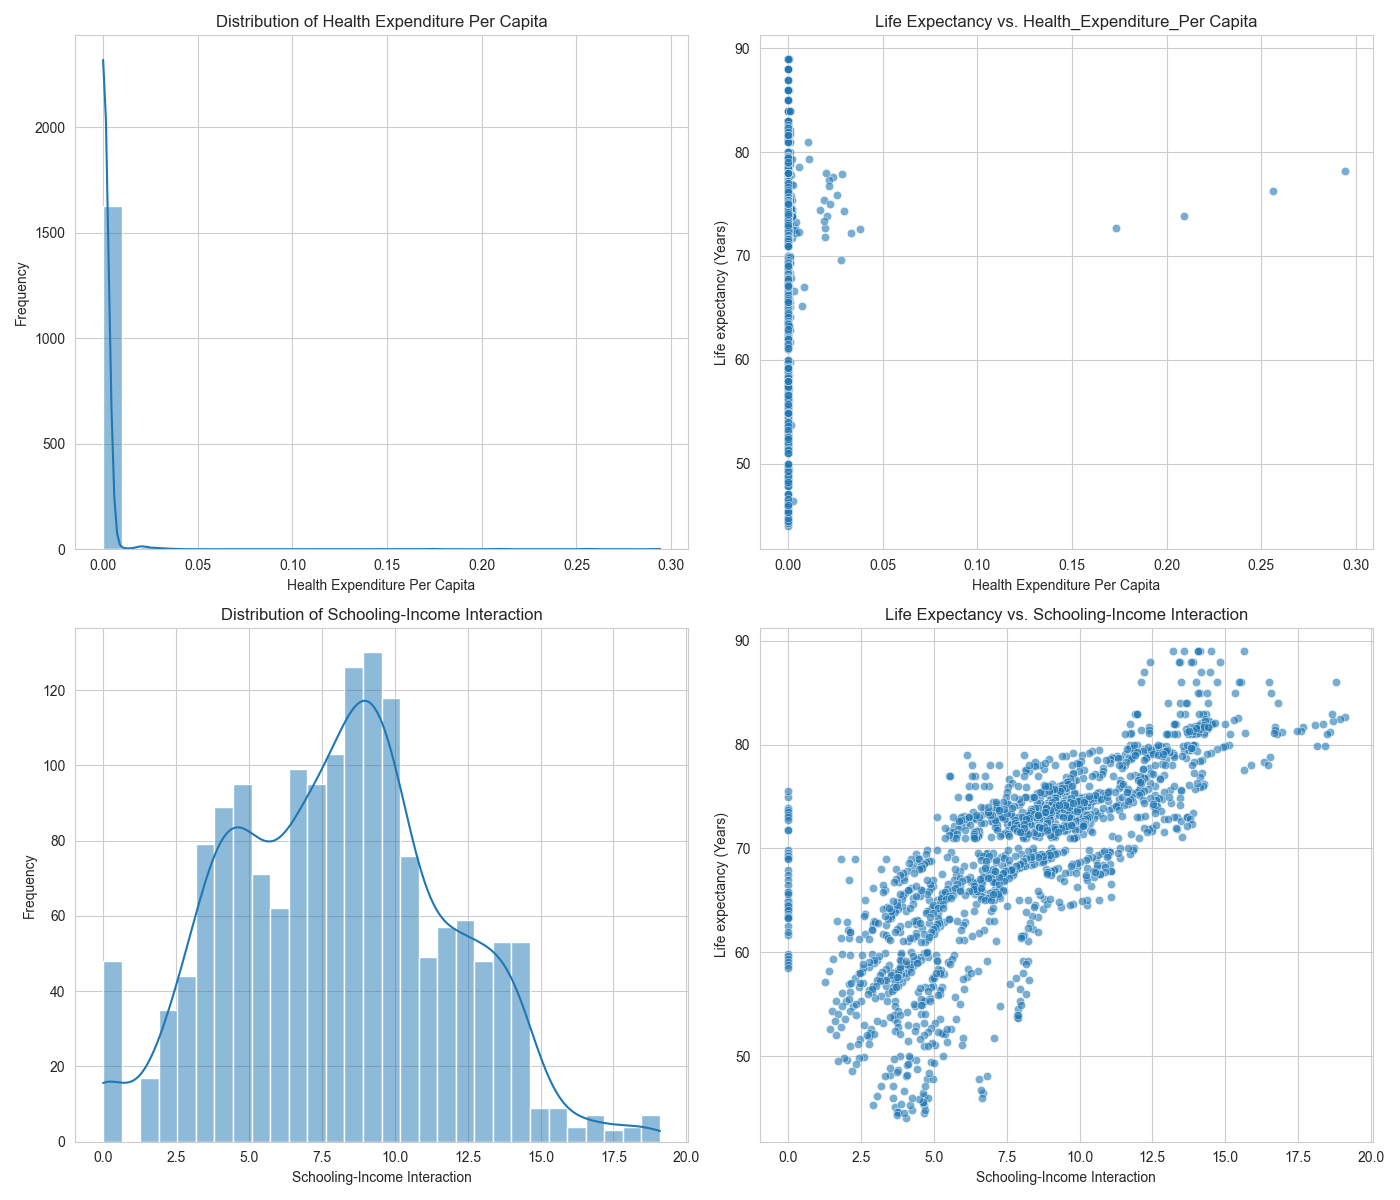 Distribution of Health Expenditure Per Capita
Frequency
2000
1500
1000
500
0
0.00 0.05 0.10 0.15 0.20 0.25 0.30
Health Expenditure Per Capita
Life Expectancy vs. Health_Expenditure_Per Capita
Life expectancy (Years)
90
80
70
60
50
0.00 0.05 0.10 0.15 0.20 0.25 0.30
Health Expenditure Per Capita
Distribution of Schooling-Income Interaction
Frequency
120
100
80
60
40
20
0
0.0 2.5 5.0 7.5 10.0 12.5 15.0 17.5 20.0
Schooling-Income Interaction
Life Expectancy vs. Schooling-Income Interaction
Life expectancy (Years)
90
80
70
60
50
0.0 2.5 5.0 7.5 10.0 12.5 15.0 17.5 20.0
Schooling-Income Interaction